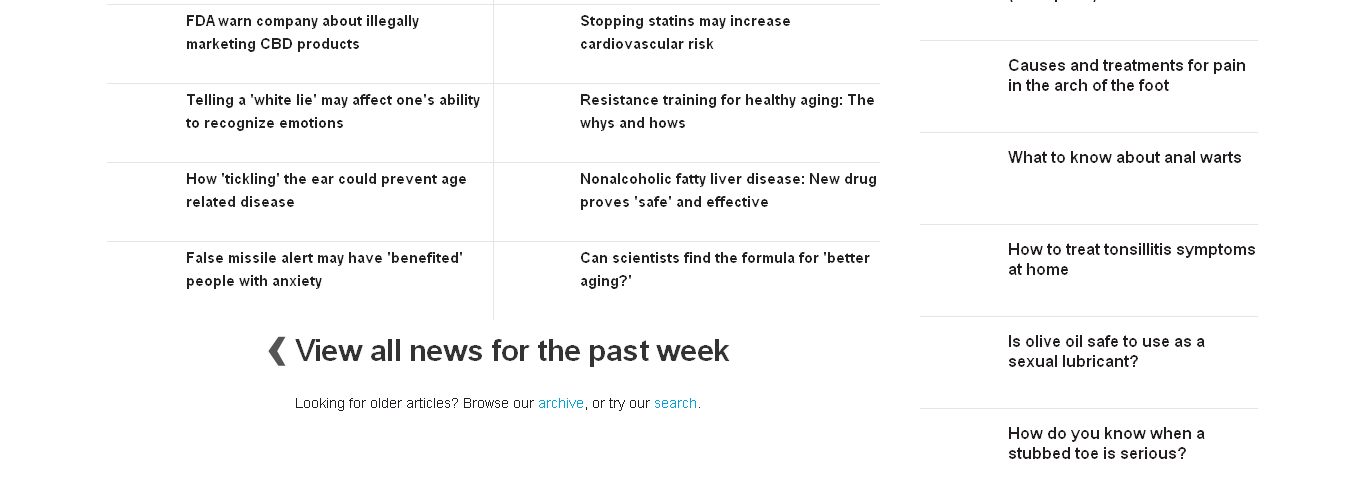 FDA warn company about illegally
marketing CBD products
Stopping statins may increase
cardiovascular risk
Telling a 'white lie' may affect one's ability
to recognize emotions
Resistance training for healthy aging: The
whys and hows
How 'tickling' the ear could prevent age
related disease
Nonalcoholic fatty liver disease: New drug
proves 'safe' and effective
False missile alert may have 'benefited'
people with anxiety
Can scientists find the formula for 'better
aging?'
❮ View all news for the past week
Looking for older articles? Browse our archive, or try our search.
Causes and treatments for pain
in the arch of the foot
What to know about anal warts
How to treat tonsillitis symptoms
at home
Is olive oil safe to use as a
sexual lubricant?
How do you know when a
stubbed toe is serious?